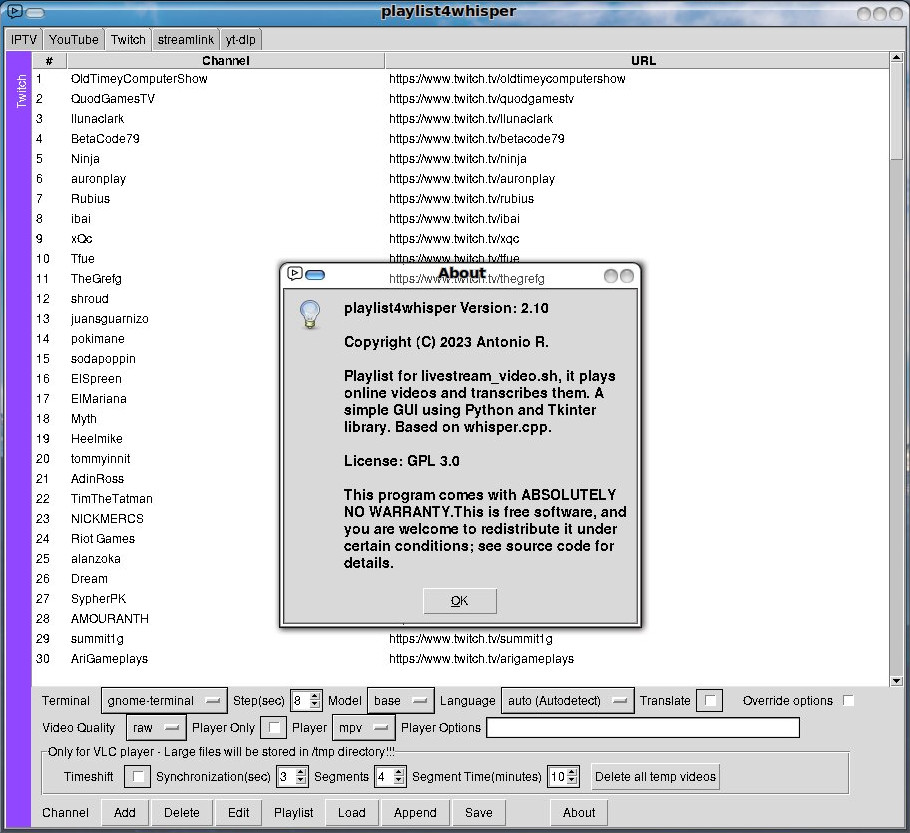 playlist4whisper
IPTV YouTube Twitch streamlink yt-dlp
Twitch
# Channel URL
1 OldTimeyComputerShow https://www.twitch.tv/oldtimeycomputershow
2 QuodGamesTV https://www.twitch.tv/quodgamestv
3 llunaclark https://www.twitch.tv/llunaclark
4 BetaCode79 https://www.twitch.tv/betacode79
5 Ninja https://www.twitch.tv/ninja
6 auronplay https://www.twitch.tv/auronplay
7 Rubius https://www.twitch.tv/rubius
8 ibai https://www.twitch.tv/ibai
9 xQc https://www.twitch.tv/xqc
10 Tfue https://www.twitch.tv/tfue
11 TheGrefg https://www.twitch.tv/thegrefg
12 shroud
13 juansguarnizo
14 pokimane
15 sodapoppin
16 ElSpreen
17 ElMariana
18 Myth
19 Heelmike
20 tommyinnit
21 AdinRoss
22 TimTheTatman
23 NICKMERCS
24 Riot Games
25 alanzoka
26 Dream
27 SypherPK
28 AMOURANTH
29 summit1g https://www.twitch.tv/summit1g
30 AriGameplays https://www.twitch.tv/arigameplays
About
playlist4whisper Version: 2.10
Copyright (C) 2023 Antonio R.
Playlist for livestream_video.sh, it plays
online videos and transcribes them. A
simple GUI using Python and Tkinter
library. Based on whisper.cpp.
License: GPL 3.0
This program comes with ABSOLUTELY
NO WARRANTY.This is free software, and
you are welcome to redistribute it under
certain conditions; see source code for
details.
OK
Terminal gnome-terminal Step(sec) 8 Model base Language auto (Autodetect) Translate Override options
Video Quality raw Player Only Player mpv Player Options
Only for VLC player - Large files will be stored in /tmp directory!!!
Timeshift Synchronization(sec) 3 Segments 4 Segment Time(minutes) 10 Delete all temp videos
Channel Add Delete Edit Playlist Load Append Save About